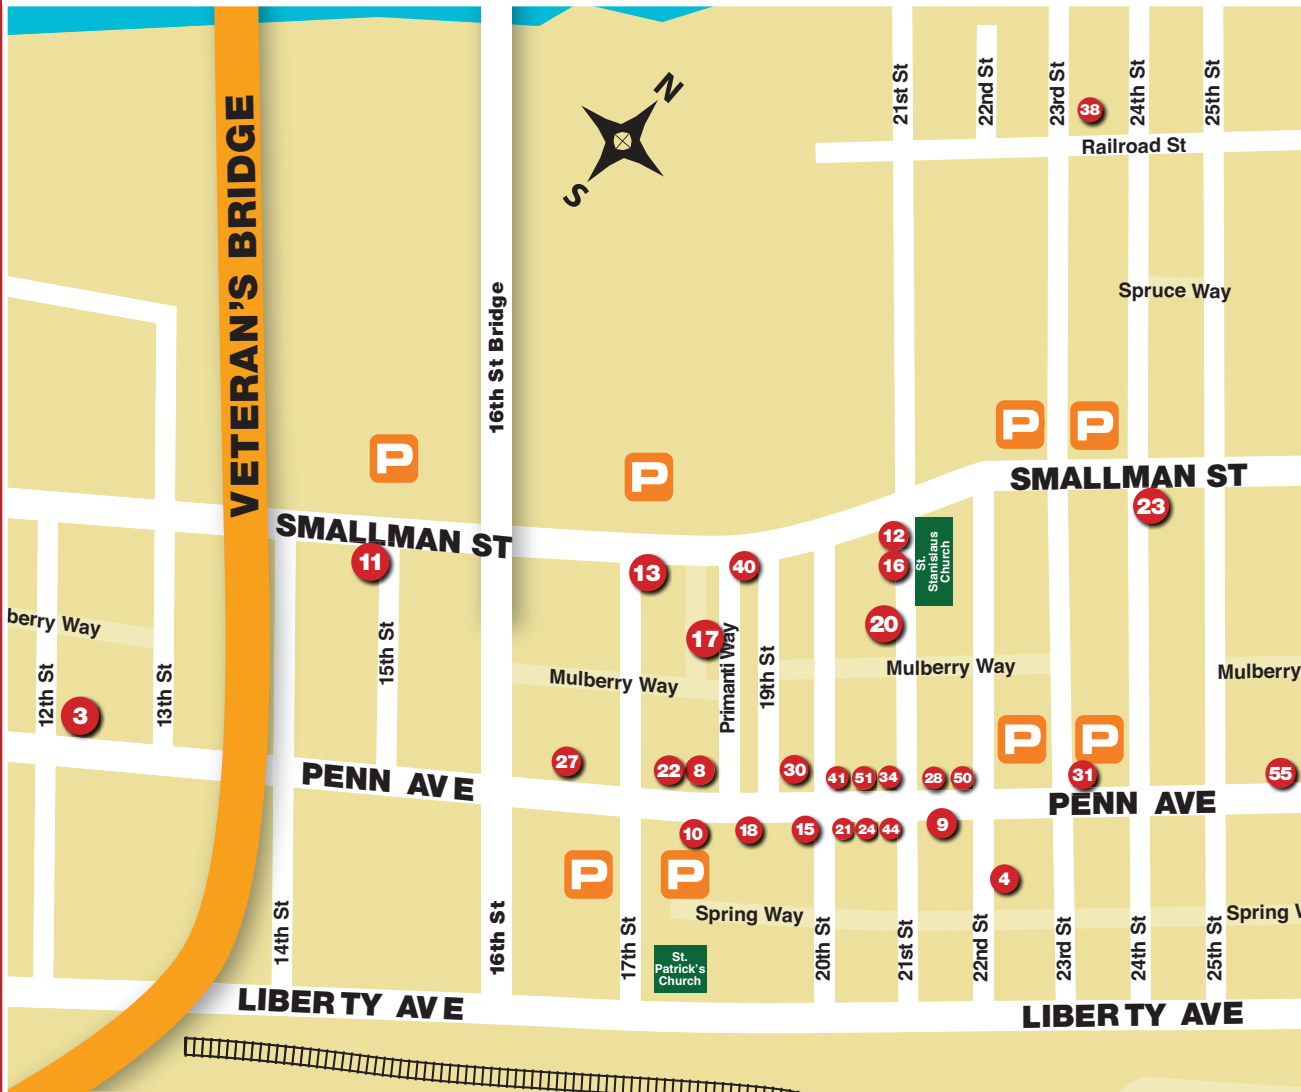 N
S
VETERAN'S BRIDGE
16th St Bridge
21st St
22nd St
23rd St
24th St
25th St
38
Railroad St
Spruce Way
P
P
P
P
SMALLMAN ST
SMALLMAN ST
23
11
13
40
12
16
20
St.
Stanislaus
Church
17
berry Way
12th St
13th St
15th St
Mulberry Way
Primanti Way
19th St
Mulberry Way
Mulberry
3
P
P
27
22
8
30
41
51
34
28
50
31
55
PENN AVE
PENN AVE
10
18
15
21
24
44
9
P
P
4
Spring Way
Spring W
14th St
16th St
17th St
20th St
21st St
22nd St
23rd St
24th St
25th St
St.
Patrick's
Church
LIBERTY AVE
LIBERTY AVE